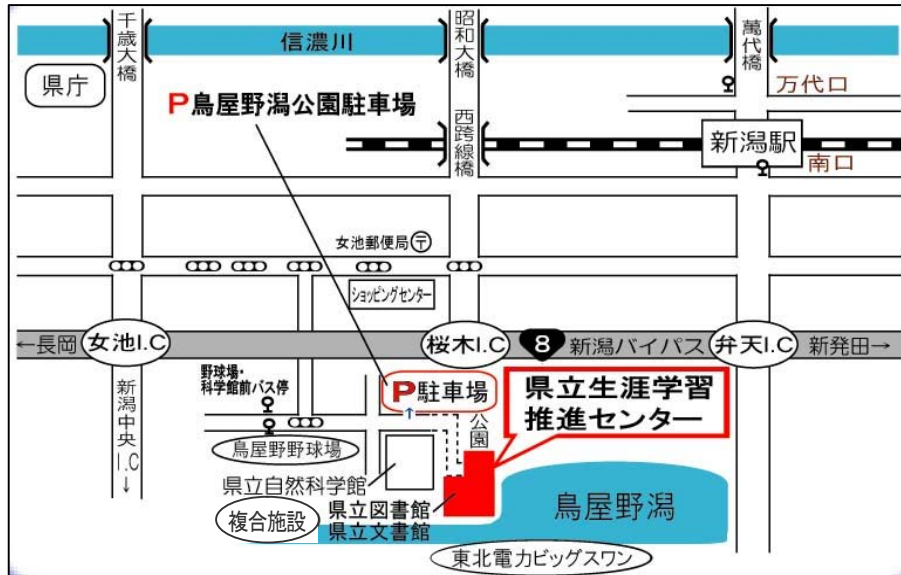 千歳大橋
信濃川
昭和大橋
萬代橋
県庁
万代口
P鳥屋野潟公園駐車場
西跨線橋
新潟駅
南口
女池郵便局〒
ショッピングセンター
←長岡
女池I.C
桜木I.C
8
新潟バイパス
弁天I.C
新発田→
野球場・
科学館前バス停
新潟中央I.C↓
P駐車場
公園
県立生涯学習
推進センター
鳥屋野野球場
県立自然科学館
複合施設
県立図書館
県立文書館
鳥屋野潟
東北電力ビッグスワン